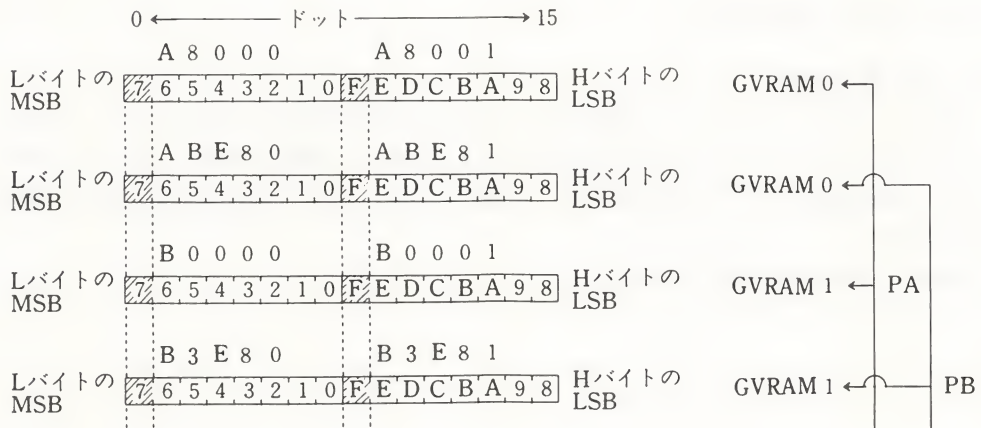 0 ← ドット → 15
A 8 0 0 0 A 8 0 0 1
Lバイトの MSB 7 6 5 4 3 2 1 0 F E D C B A 9 8 Hバイトの LSB GVRAM 0
A B E 8 0 A B E 8 1
Lバイトの MSB 7 6 5 4 3 2 1 0 F E D C B A 9 8 Hバイトの LSB GVRAM 0
B 0 0 0 0 B 0 0 0 1
Lバイトの MSB 7 6 5 4 3 2 1 0 F E D C B A 9 8 Hバイトの LSB GVRAM 1 PA
B 3 E 8 0 B 3 E 8 1
Lバイトの MSB 7 6 5 4 3 2 1 0 F E D C B A 9 8 Hバイトの LSB GVRAM 1 PB